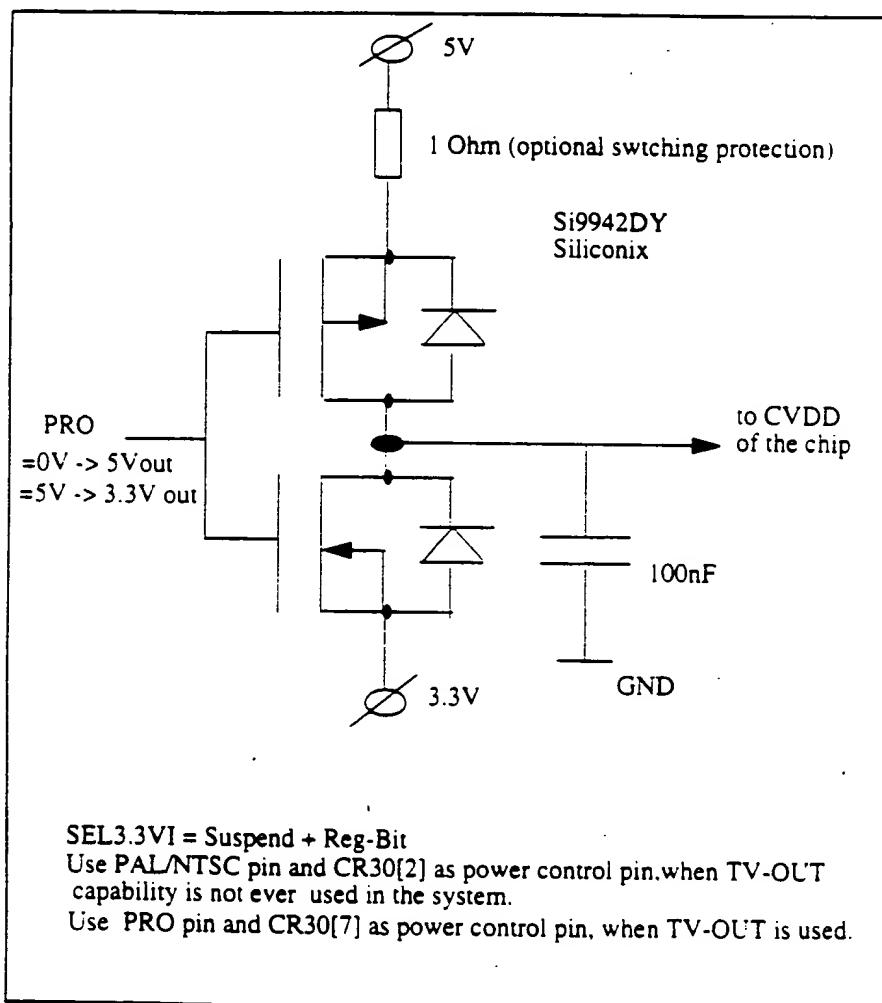 5V
1 Ohm (optional swtching protection)
Si9942DY
Siliconix
PRO
=0V -> 5Vout
=5V -> 3.3V out
to CVDD
of the chip
100nF
GND
3.3V
SEL3.3VI = Suspend + Reg-Bit
Use PAL/NTSC pin and CR30[2] as power control pin.when TV-OUT
capability is not ever used in the system.
Use PRO pin and CR30[7] as power control pin, when TV-OUT is used.